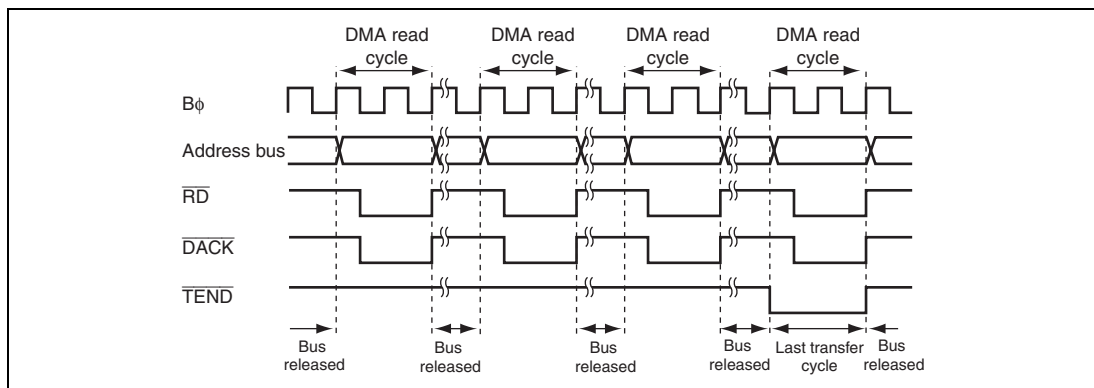 DMA read
cycle
DMA read
cycle
DMA read
cycle
DMA read
cycle
Bφ
Address bus
RD
DACK
TEND
Bus
released
Bus
released
Bus
released
Bus
released
Last transfer
cycle
Bus
released